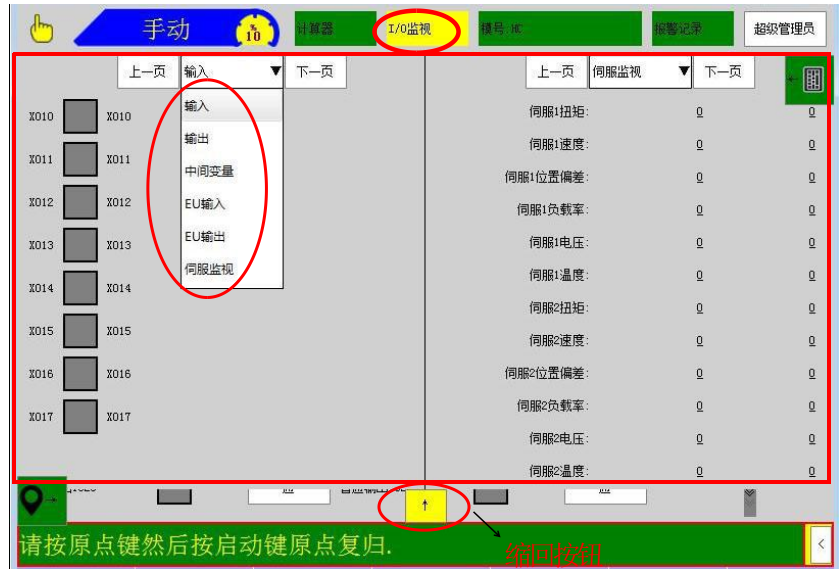 手动 % 10 计算器 I/O监视 模号:HC 报警记录 超级管理员
上一页 输入 ▼ 下一页 上一页 伺服监视 ▼ 下一页
输入
输出
中间变量
EU输入
EU输出
伺服监视
X010 X010
X011 X011
X012 X012
X013 X013
X014 X014
X015 X015
X016 X016
X017 X017
伺服1扭矩: 0 0
伺服1速度: 0 0
伺服1位置偏差: 0 0
伺服1负载率: 0 0
伺服1电压: 0 0
伺服1温度: 0 0
伺服2扭矩: 0 0
伺服2速度: 0 0
伺服2位置偏差: 0 0
伺服2负载率: 0 0
伺服2电压: 0 0
伺服2温度: 0 0
↑
缩回按钮
请按原点键然后按启动键原点复归. <